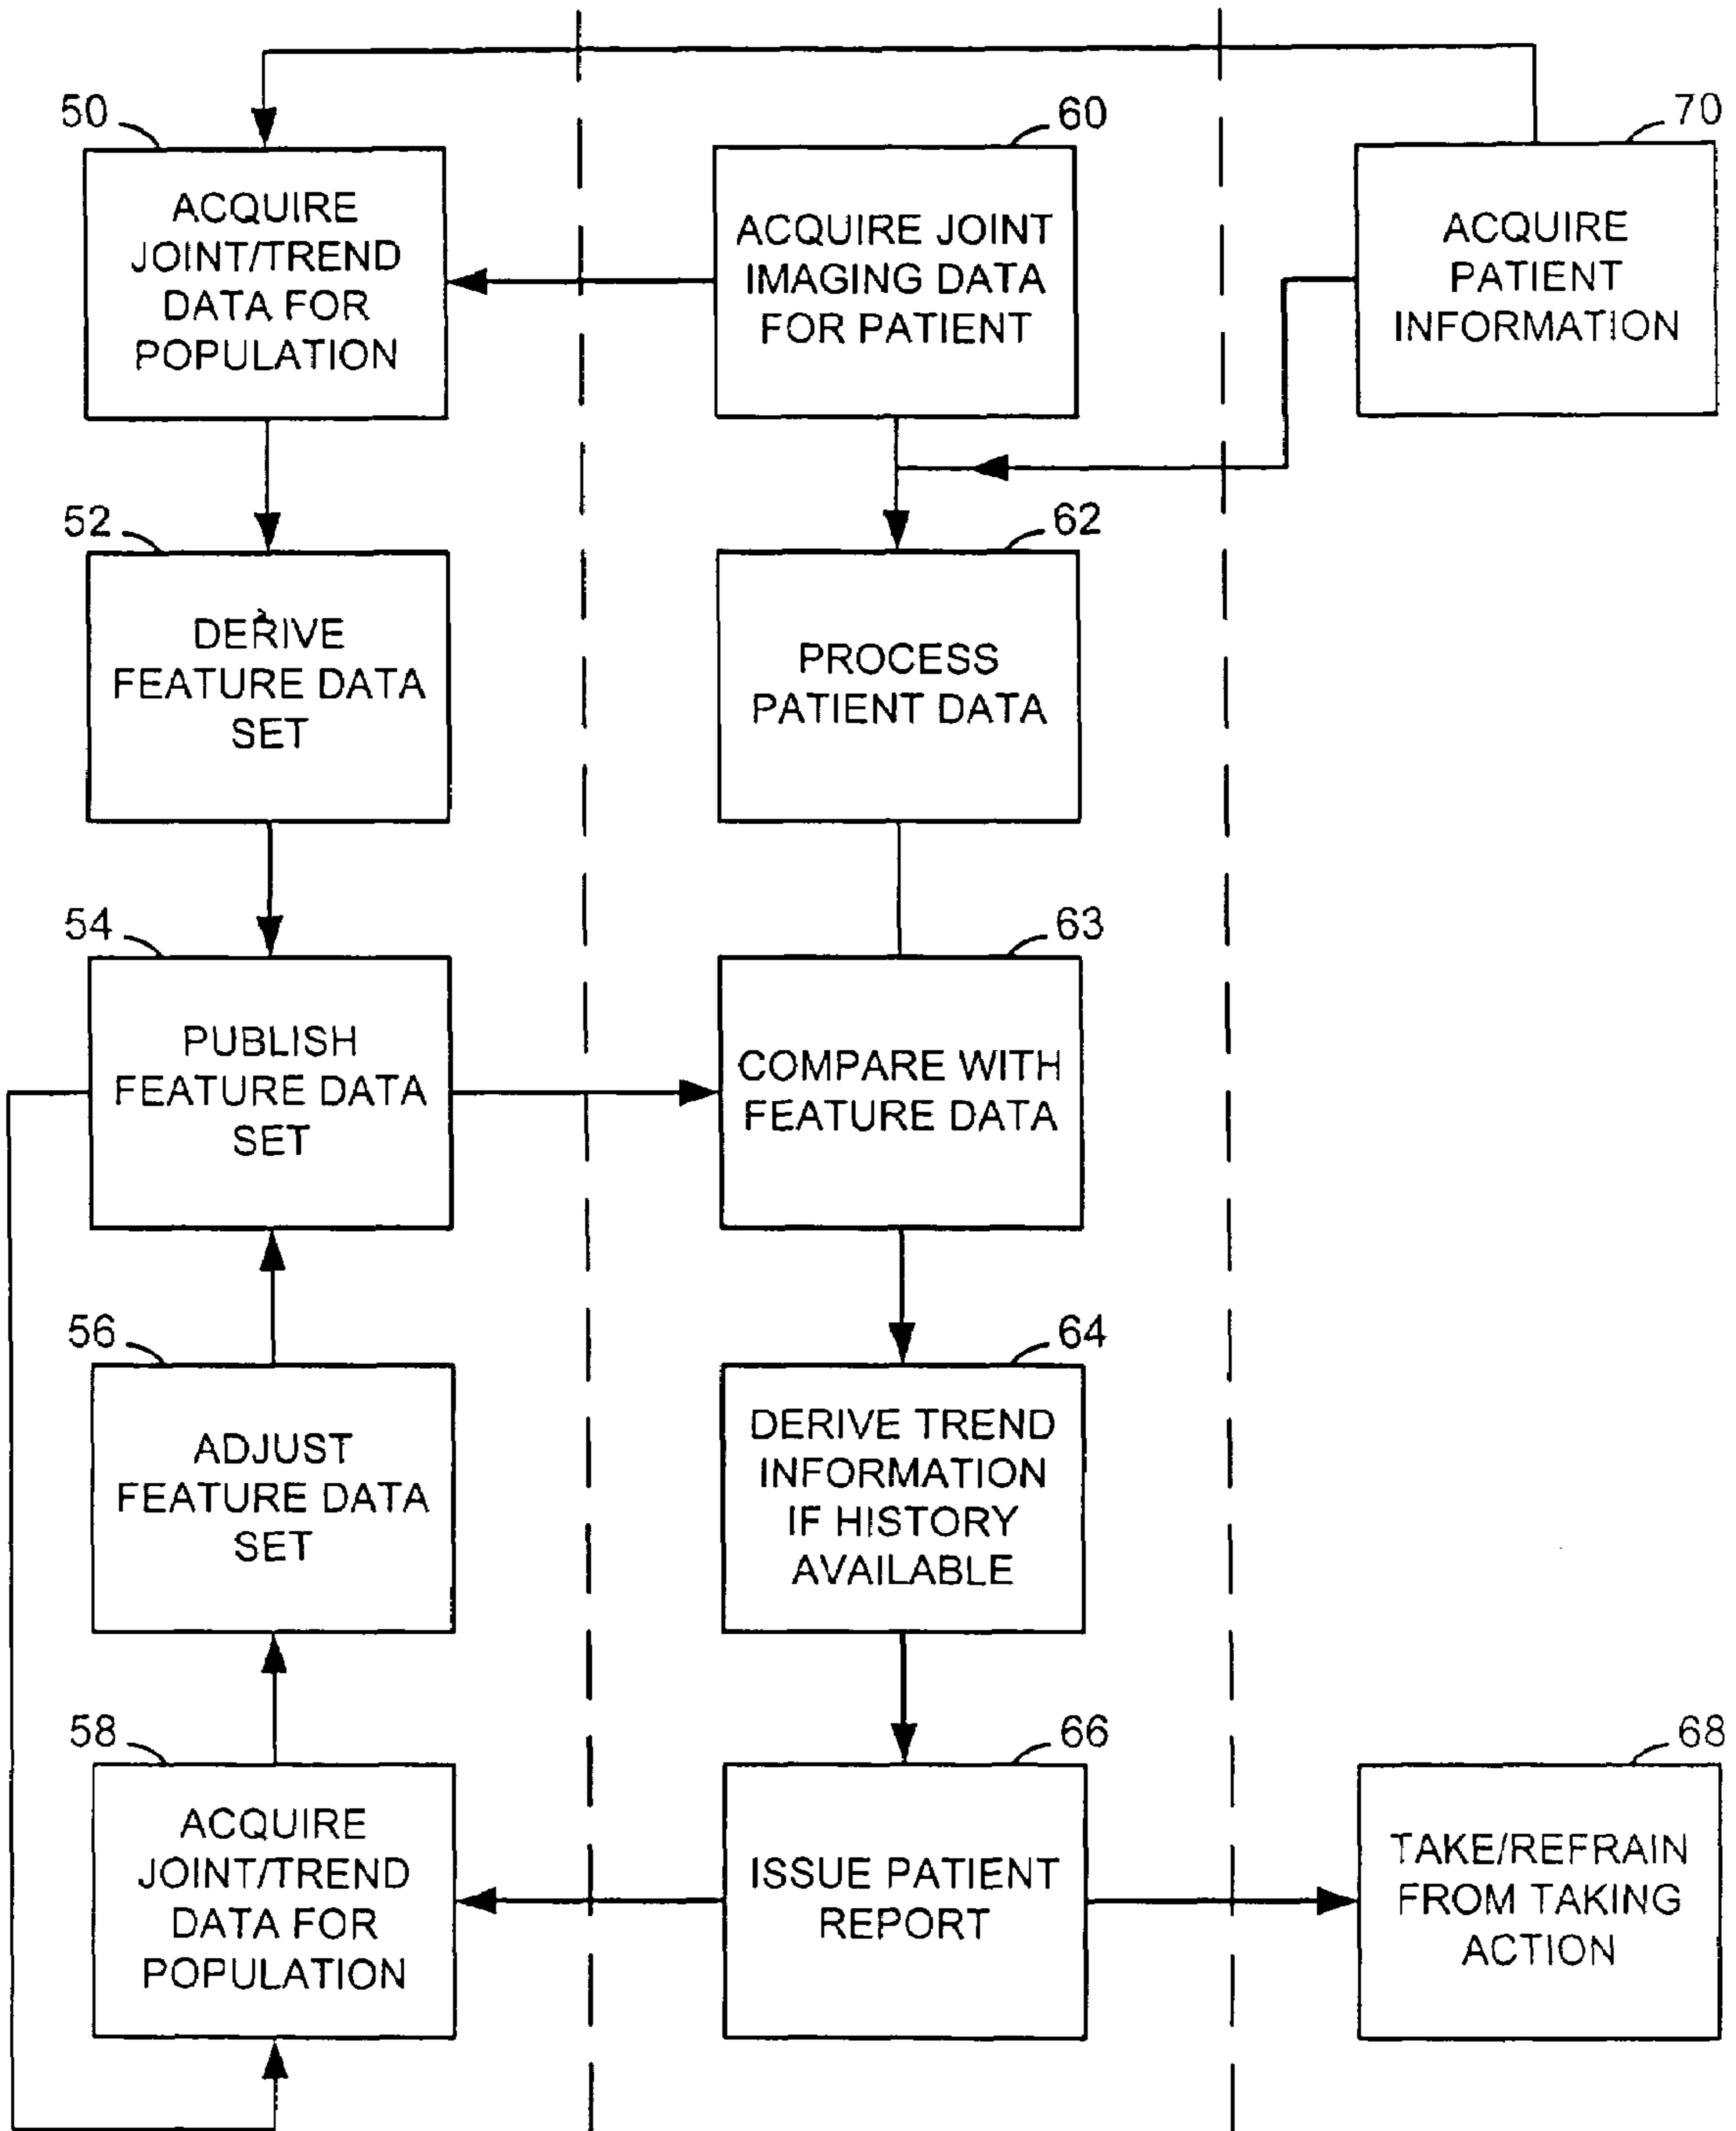 50
ACQUIRE
JOINT/TREND
DATA FOR
POPULATION
60
ACQUIRE JOINT
IMAGING DATA
FOR PATIENT
70
ACQUIRE
PATIENT
INFORMATION
52
DERIVE
FEATURE DATA
SET
62
PROCESS
PATIENT DATA
54
PUBLISH
FEATURE DATA
SET
63
COMPARE WITH
FEATURE DATA
56
ADJUST
FEATURE DATA
SET
64
DERIVE TREND
INFORMATION
IF HISTORY
AVAILABLE
58
ACQUIRE
JOINT/TREND
DATA FOR
POPULATION
66
ISSUE PATIENT
REPORT
68
TAKE/REFRAIN
FROM TAKING
ACTION